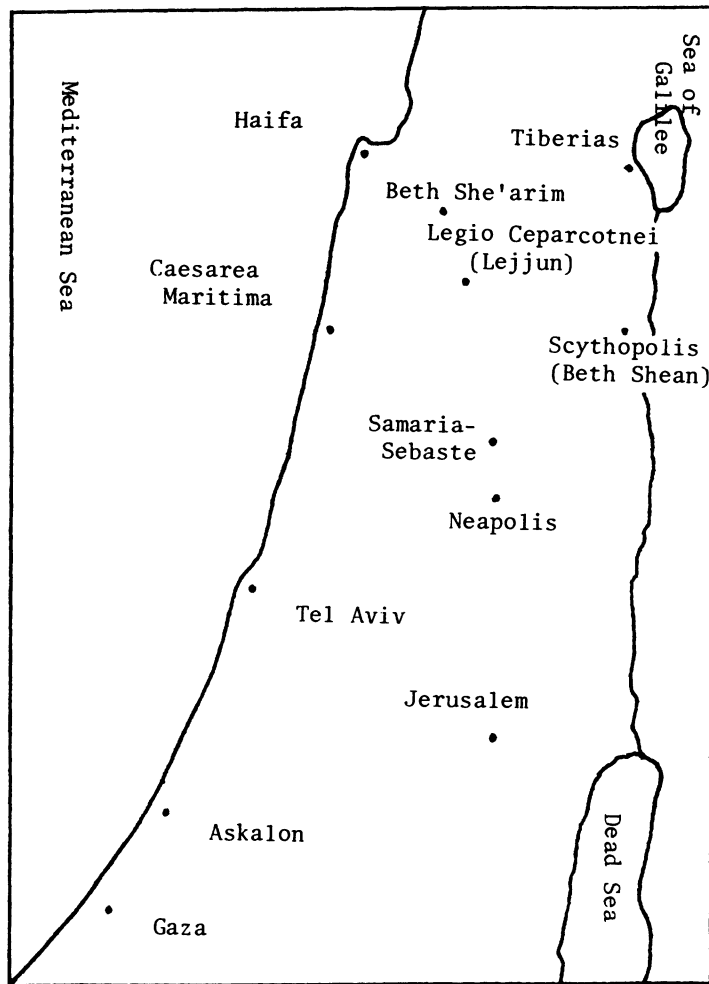 Sea of
Galilee
Mediterranean Sea
Haifa
Tiberias
Beth She'arim
Legio Ceparcotnei
(Lejjun)
Caesarea
Maritima
Scythopolis
(Beth Shean)
Samaria-
Sebaste
Neapolis
Tel Aviv
Jerusalem
Askalon
Dead Sea
Gaza